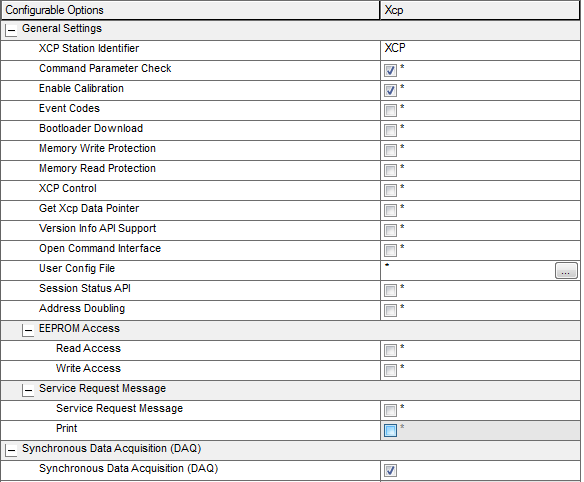 Configurable Options Xcp
General Settings
XCP Station Identifier XCP
Command Parameter Check *
Enable Calibration *
Event Codes *
Bootloader Download *
Memory Write Protection *
Memory Read Protection *
XCP Control *
Get Xcp Data Pointer *
Version Info API Support *
Open Command Interface *
User Config File * ...
Session Status API *
Address Doubling *
EEPROM Access
Read Access *
Write Access *
Service Request Message
Service Request Message *
Print *
Synchronous Data Acquisition (DAQ)
Synchronous Data Acquisition (DAQ)